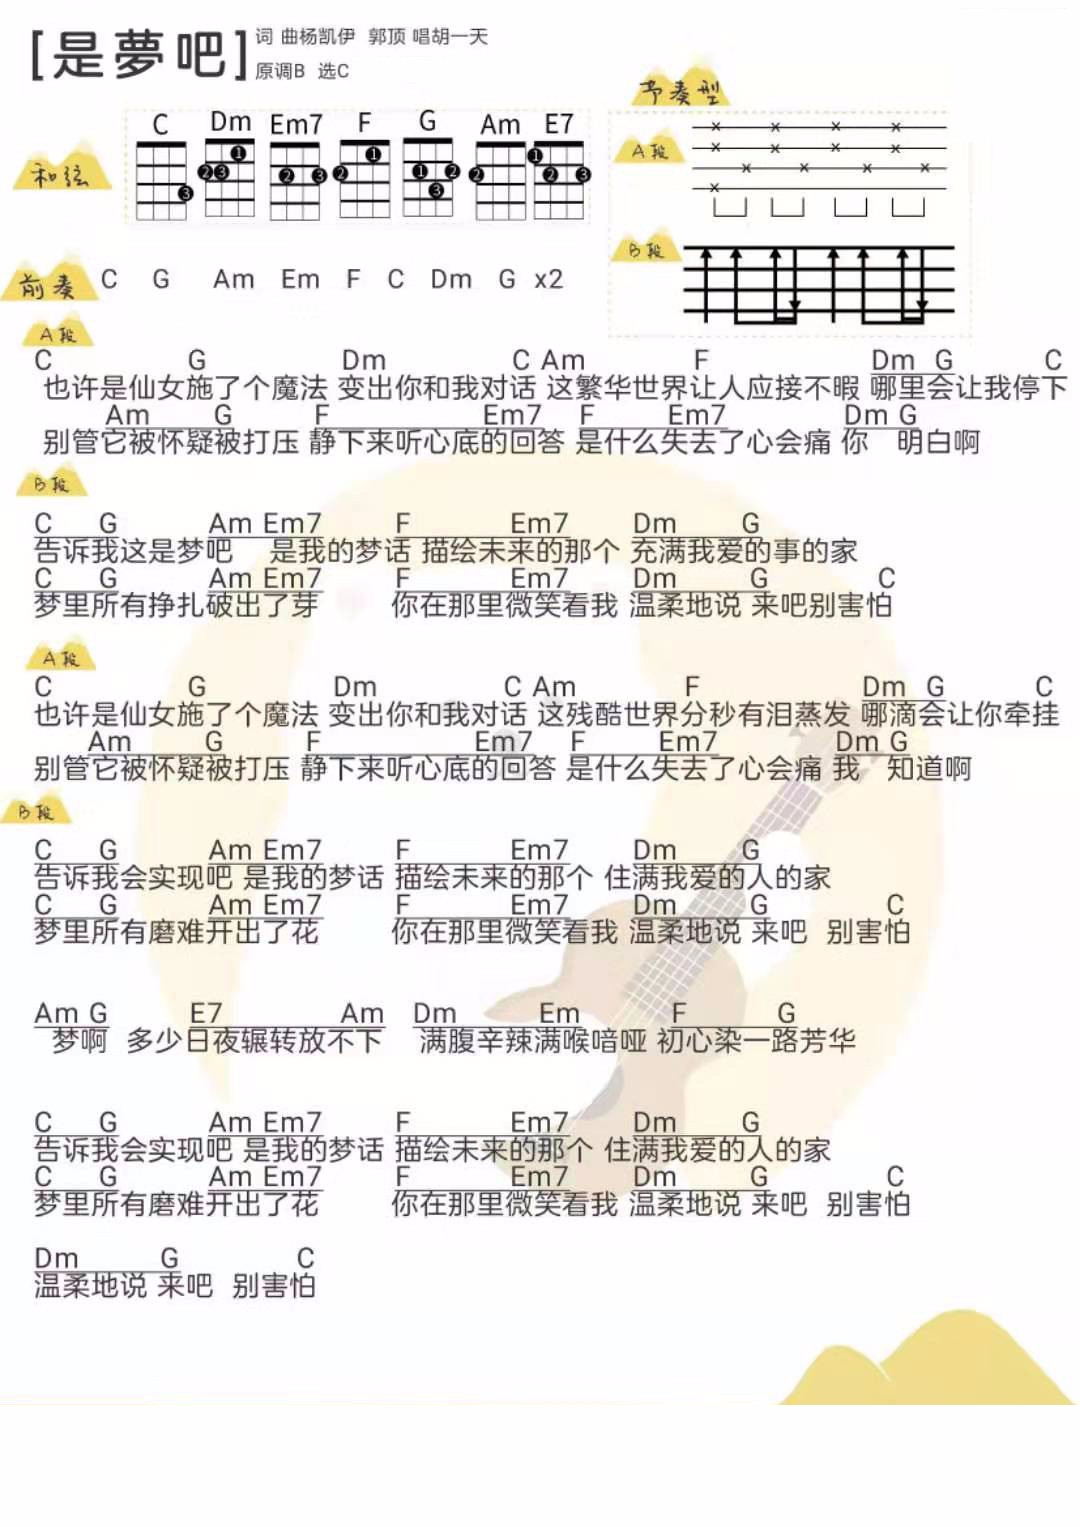 [是夢吧] 词 曲杨凯伊 郭顶 唱胡一天
原调B 选C
节奏型
和弦
C Dm Em7 F G Am E7
A段
B段
前奏 C G Am Em F C Dm G x2
A段
C G Dm C Am F Dm G C
也许是仙女施了个魔法 变出你和我对话 这繁华世界让人应接不暇 哪里会让我停下
Am G F Em7 F Em7 Dm G
别管它被怀疑被打压 静下来听心底的回答 是什么失去了心会痛 你 明白啊
B段
C G Am Em7 F Em7 Dm G
告诉我这是梦吧 是我的梦话 描绘未来的那个 充满我爱的事的家
C G Am Em7 F Em7 Dm G C
梦里所有挣扎破出了芽 你在那里微笑看我 温柔地说 来吧别害怕
A段
C G Dm C Am F Dm G C
也许是仙女施了个魔法 变出你和我对话 这残酷世界分秒有泪蒸发 哪滴会让你牵挂
Am G F Em7 F Em7 Dm G
别管它被怀疑被打压 静下来听心底的回答 是什么失去了心会痛 我 知道啊
B段
C G Am Em7 F Em7 Dm G
告诉我会实现吧 是我的梦话 描绘未来的那个 住满我爱的人的家
C G Am Em7 F Em7 Dm G C
梦里所有磨难开出了花 你在那里微笑看我 温柔地说 来吧 别害怕
Am G E7 Am Dm Em F G
梦啊 多少日夜辗转放不下 满腹辛辣满喉喑哑 初心染一路芳华
C G Am Em7 F Em7 Dm G
告诉我会实现吧 是我的梦话 描绘未来的那个 住满我爱的人的家
C G Am Em7 F Em7 Dm G C
梦里所有磨难开出了花 你在那里微笑看我 温柔地说 来吧 别害怕
Dm G C
温柔地说 来吧 别害怕